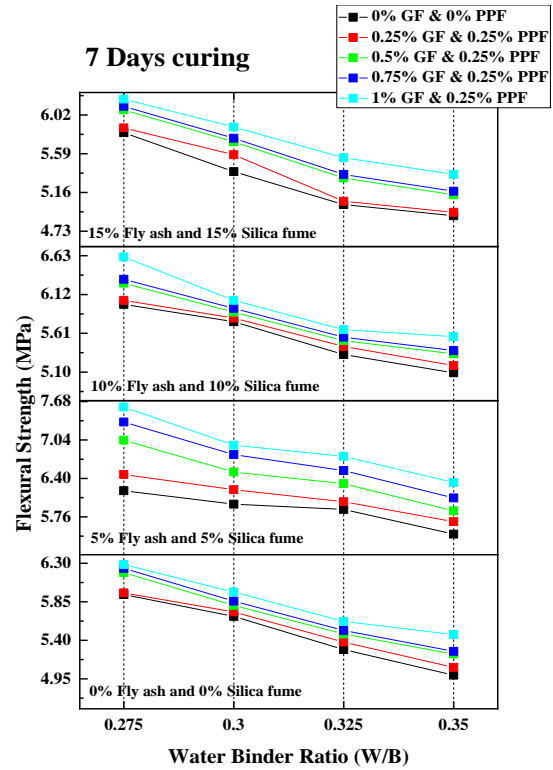 7 Days curing
0% GF & 0% PPF
0.25% GF & 0.25% PPF
0.5% GF & 0.25% PPF
0.75% GF & 0.25% PPF
1% GF & 0.25% PPF
6.02
5.59
5.16
4.73
15% Fly ash and 15% Silica fume
6.63
6.12
5.61
5.10
10% Fly ash and 10% Silica fume
7.68
7.04
6.40
5.76
5% Fly ash and 5% Silica fume
6.30
5.85
5.40
4.95
0% Fly ash and 0% Silica fume
Flexural Strength (MPa)
0.275 0.3 0.325 0.35
Water Binder Ratio (W/B)